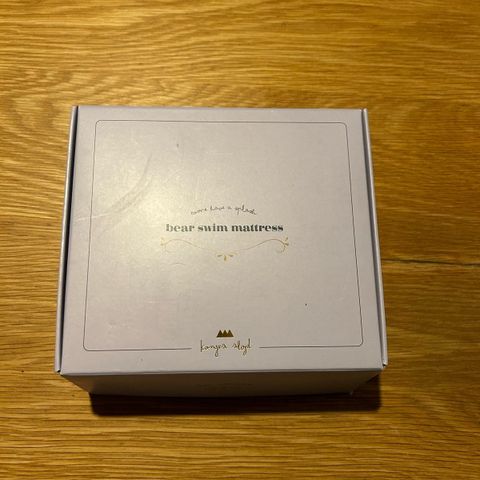 come have a splash
bear swim mattress
konges sløjd